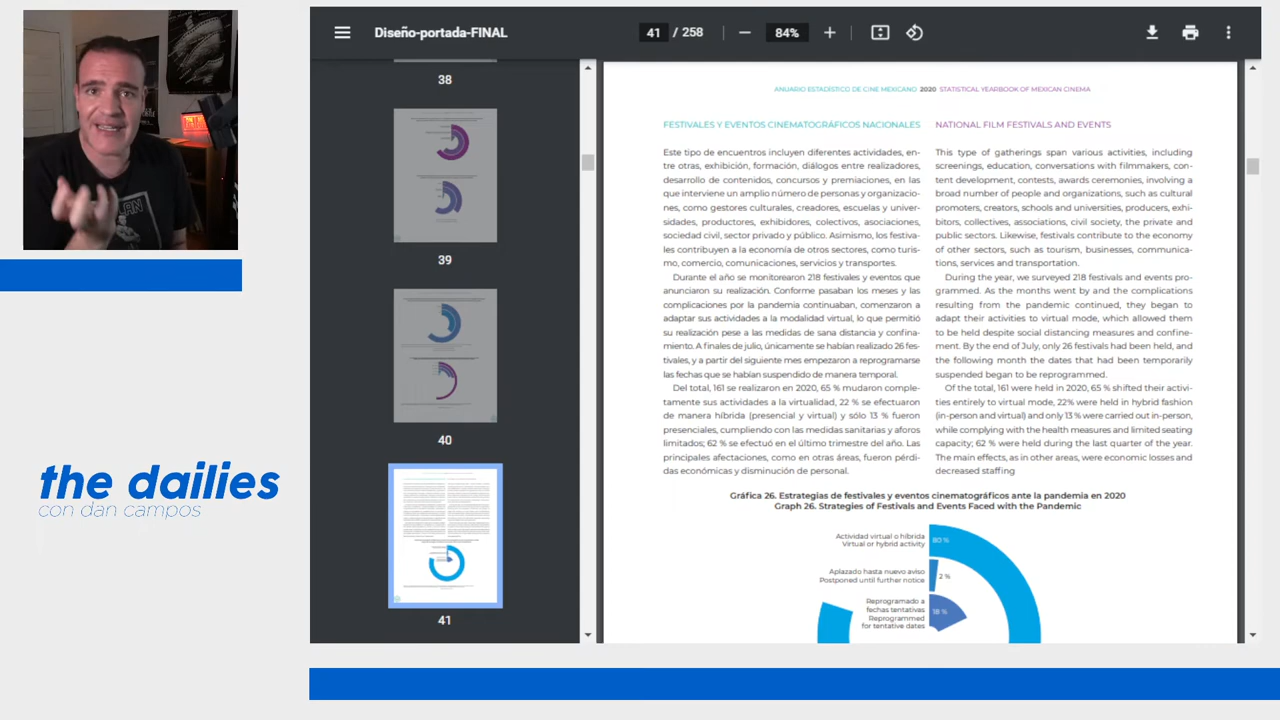 Diseño-portada-FINAL
41 / 258
84%
38
39
40
41
the dailies
con dan campos
ANUARIO ESTADÍSTICO DE CINE MEXICANO 2020 STATISTICAL YEARBOOK OF MEXICAN CINEMA
FESTIVALES Y EVENTOS CINEMATOGRÁFICOS NACIONALES
Este tipo de encuentros incluyen diferentes actividades, en-
tre otras, exhibición, formación, diálogos entre realizadores,
desarrollo de contenidos, concursos y premiaciones, en las
que interviene un amplio número de personas y organizacio-
nes, como gestores culturales, creadores, escuelas y univer-
sidades, productores, exhibidores, colectivos, asociaciones,
sociedad civil, sector privado y público. Asimismo, los festiva-
les contribuyen a la economía de otros sectores, como turis-
mo, comercio, comunicaciones, servicios y transportes.
Durante el año se monitorearon 218 festivales y eventos que
anunciaron su realización. Conforme pasaban los meses y las
complicaciones por la pandemia continuaban, comenzaron a
adaptar sus actividades a la modalidad virtual, lo que permitió
su realización pese a las medidas de sana distancia y confina-
miento. A finales de julio, únicamente se habían realizado 26 fes-
tivales, y a partir del siguiente mes empezaron a reprogramarse
las fechas que se habían suspendido de manera temporal.
Del total, 161 se realizaron en 2020, 65 % mudaron comple-
tamente sus actividades a la virtualidad, 22 % se efectuaron
de manera híbrida (presencial y virtual) y sólo 13 % fueron
presenciales, cumpliendo con las medidas sanitarias y aforos
limitados; 62 % se efectuó en el último trimestre del año. Las
principales afectaciones, como en otras áreas, fueron pérdi-
das económicas y disminución de personal.
NATIONAL FILM FESTIVALS AND EVENTS
This type of gatherings span various activities, including
screenings, education, conversations with filmmakers, con-
tent development, contests, awards ceremonies, involving a
broad number of people and organizations, such as cultural
promoters, creators, schools and universities, producers, exhi-
bitors, collectives, associations, civil society, the private and
public sectors. Likewise, festivals contribute to the economy
of other sectors, such as tourism, businesses, communica-
tions, services and transportation.
During the year, we surveyed 218 festivals and events pro-
grammed. As the months went by and the complications
resulting from the pandemic continued, they began to
adapt their activities to virtual mode, which allowed them
to be held despite social distancing measures and confine-
ment. By the end of July, only 26 festivals had been held, and
the following month the dates that had been temporarily
suspended began to be reprogrammed.
Of the total, 161 were held in 2020, 65 % shifted their activi-
ties entirely to virtual mode, 22% were held in hybrid fashion
(in-person and virtual) and only 13 % were carried out in-person,
while complying with the health measures and limited seating
capacity; 62 % were held during the last quarter of the year.
The main effects, as in other areas, were economic losses and
decreased staffing
Gráfica 26. Estrategias de festivales y eventos cinematográficos ante la pandemia en 2020
Graph 26. Strategies of Festivals and Events Faced with the Pandemic
Actividad virtual o híbrida
Virtual or hybrid activity
80 %
Aplazado hasta nuevo aviso
Postponed until further notice
2 %
Reprogramado a
fechas tentativas
Reprogrammed
for tentative dates
18 %